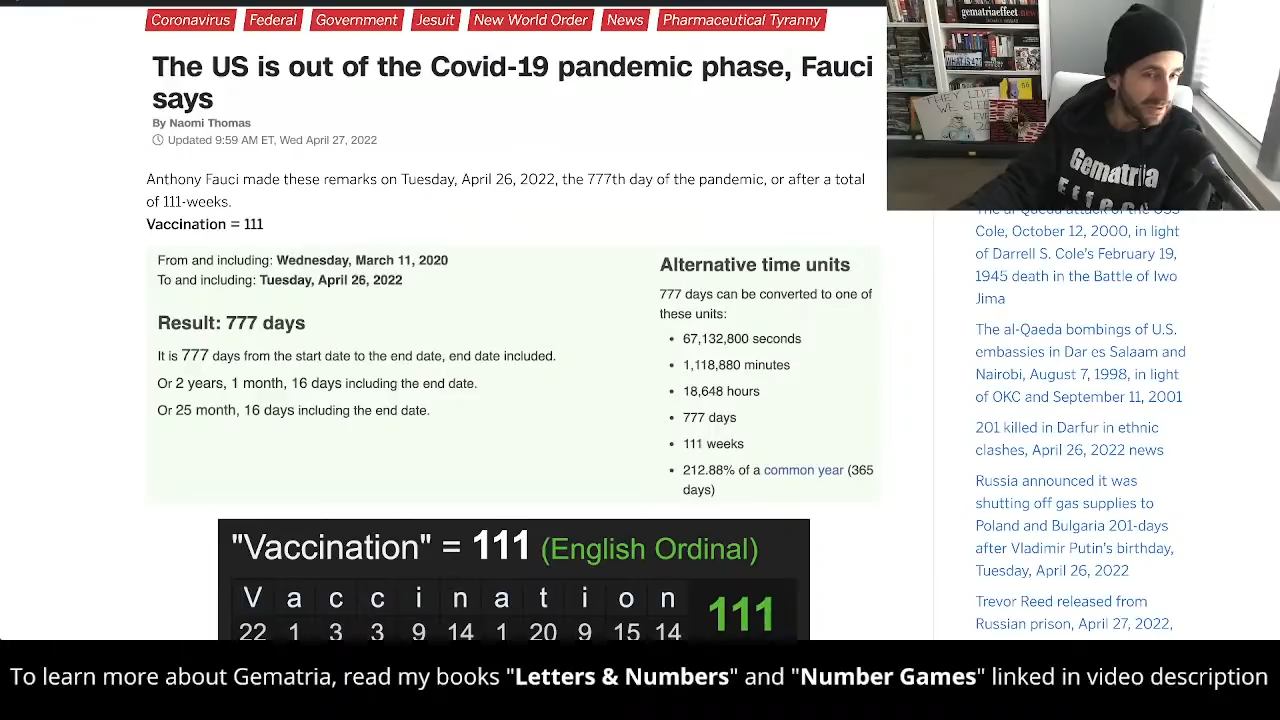 Coronavirus Federal Government Jesuit New World Order News Pharmaceutical Tyranny
The US is out of the Covid-19 pandemic phase, Fauci
says
By Naomi Thomas
Updated 9:59 AM ET, Wed April 27, 2022
Anthony Fauci made these remarks on Tuesday, April 26, 2022, the 777th day of the pandemic, or after a total
of 111-weeks.
Vaccination = 111
From and including: Wednesday, March 11, 2020
To and including: Tuesday, April 26, 2022
Result: 777 days
It is 777 days from the start date to the end date, end date included.
Or 2 years, 1 month, 16 days including the end date.
Or 25 month, 16 days including the end date.
Alternative time units
777 days can be converted to one of
these units:
• 67,132,800 seconds
• 1,118,880 minutes
• 18,648 hours
• 777 days
• 111 weeks
• 212.88% of a common year (365
days)
"Vaccination" = 111 (English Ordinal)
V a c c i n a t i o n
22 1 3 3 9 14 1 20 9 15 14
111
gematriaeffect.news
WHAT IS 47
THEY LIVE
WE SLEEP
Gematria
Effect
The al-Qaeda attack of the USS
Cole, October 12, 2000, in light
of Darrell S. Cole's February 19,
1945 death in the Battle of Iwo
Jima
The al-Qaeda bombings of U.S.
embassies in Dar es Salaam and
Nairobi, August 7, 1998, in light
of OKC and September 11, 2001
201 killed in Darfur in ethnic
clashes, April 26, 2022 news
Russia announced it was
shutting off gas supplies to
Poland and Bulgaria 201-days
after Vladimir Putin's birthday,
Tuesday, April 26, 2022
Trevor Reed released from
Russian prison, April 27, 2022,
To learn more about Gematria, read my books "Letters & Numbers" and "Number Games" linked in video description